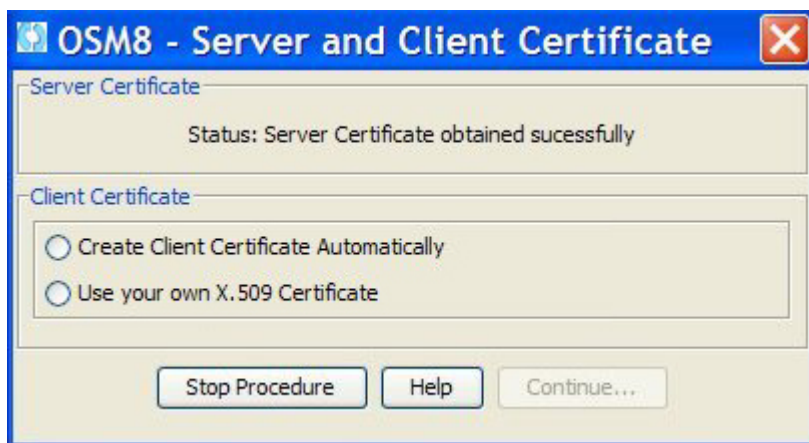 OSM8 - Server and Client Certificate
Server Certificate
Status: Server Certificate obtained sucessfully
Client Certificate
Create Client Certificate Automatically
Use your own X.509 Certificate
Stop Procedure Help Continue...